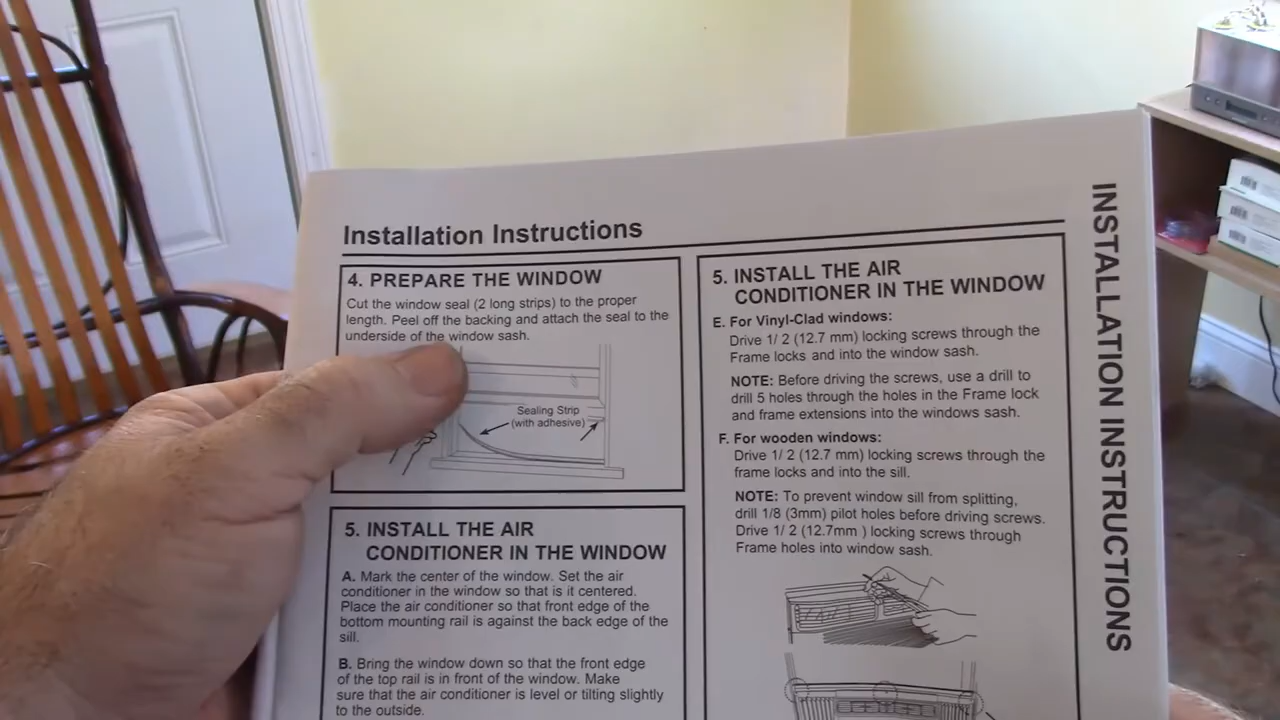 Installation Instructions
4. PREPARE THE WINDOW
Cut the window seal (2 long strips) to the proper
length. Peel off the backing and attach the seal to the
underside of the window sash.
Sealing Strip
(with adhesive)
5. INSTALL THE AIR
CONDITIONER IN THE WINDOW
A. Mark the center of the window. Set the air
conditioner in the window so that is it centered.
Place the air conditioner so that front edge of the
bottom mounting rail is against the back edge of the
sill.
B. Bring the window down so that the front edge
of the top rail is in front of the window. Make
sure that the air conditioner is level or tilting slightly
to the outside.
5. INSTALL THE AIR
CONDITIONER IN THE WINDOW
E. For Vinyl-Clad windows:
Drive 1/ 2 (12.7 mm) locking screws through the
Frame locks and into the window sash.
NOTE: Before driving the screws, use a drill to
drill 5 holes through the holes in the Frame lock
and frame extensions into the windows sash.
F. For wooden windows:
Drive 1/ 2 (12.7 mm) locking screws through the
frame locks and into the sill.
NOTE: To prevent window sill from splitting,
drill 1/8 (3mm) pilot holes before driving screws.
Drive 1/ 2 (12.7mm ) locking screws through
Frame holes into window sash.
INSTALLATION INSTRUCTIONS